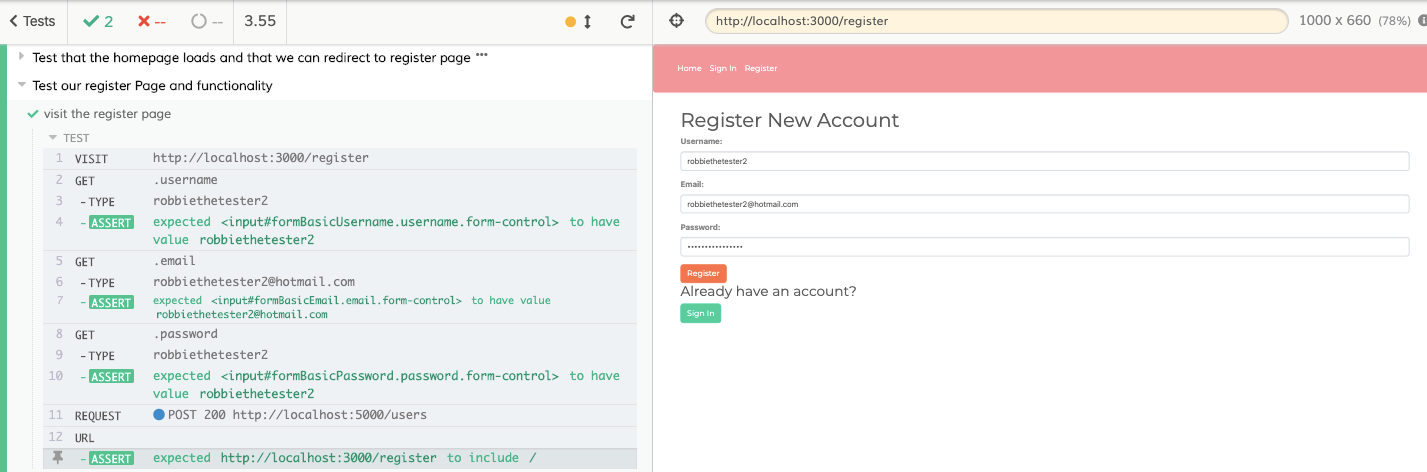 Tests 2 -- -- 3.55
Test that the homepage loads and that we can redirect to register page •••
Test our register Page and functionality
visit the register page
TEST
1 VISIT http://localhost:3000/register
2 GET .username
3 -TYPE robbiethetester2
4 -ASSERT expected <input#formBasicUsername.username.form-control> to have
value robbiethetester2
5 GET .email
6 -TYPE robbiethetester2@hotmail.com
7 -ASSERT expected <input#formBasicEmail.email.form-control> to have value
robbiethetester2@hotmail.com
8 GET .password
9 -TYPE robbiethetester2
10 -ASSERT expected <input#formBasicPassword.password.form-control> to have
value robbiethetester2
11 REQUEST POST 200 http://localhost:5000/users
12 URL
-ASSERT expected http://localhost:3000/register to include /
http://localhost:3000/register 1000 x 660 (78%)
Home Sign In Register
Register New Account
Username:
robbiethetester2
Email:
robbiethetester2@hotmail.com
Password:
••••••••••••••••
Register
Already have an account?
Sign In